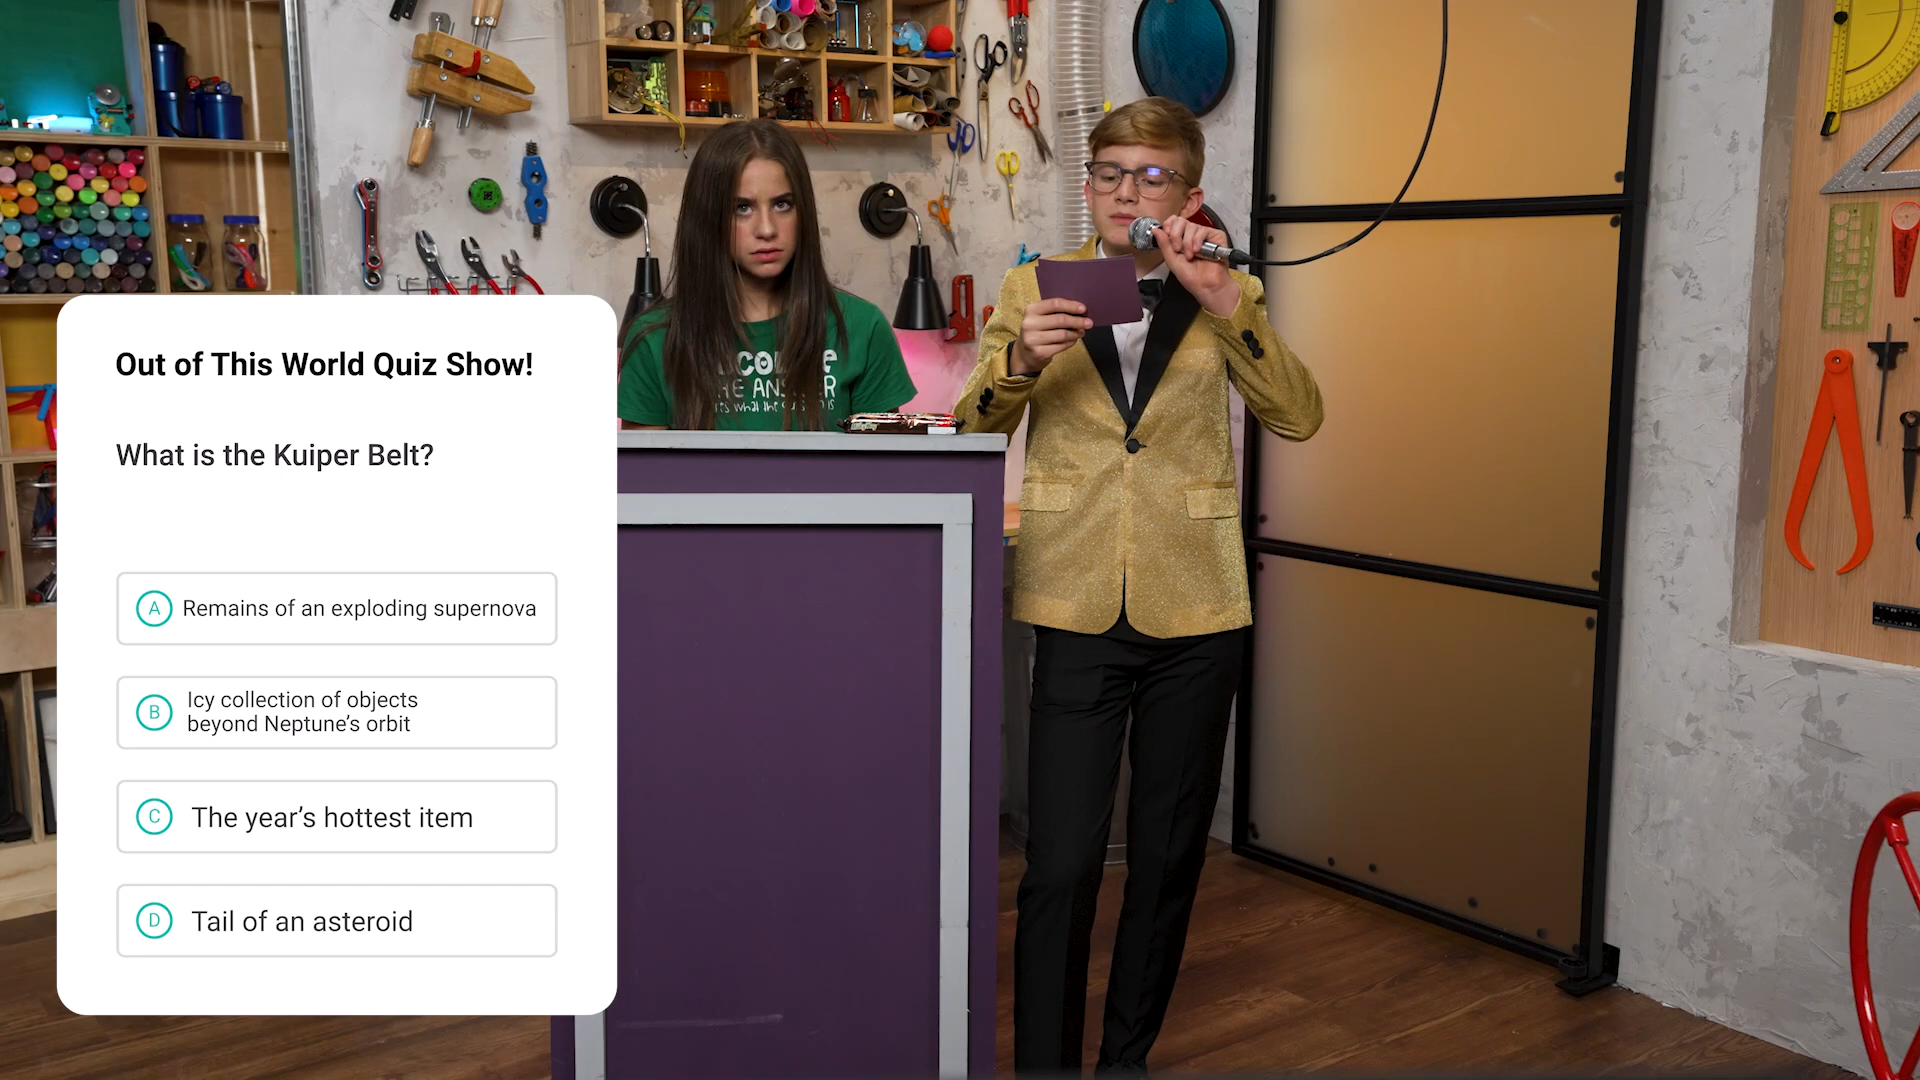 Out of This World Quiz Show!
What is the Kuiper Belt?
A Remains of an exploding supernova
B Icy collection of objects
beyond Neptune's orbit
C The year's hottest item
D Tail of an asteroid